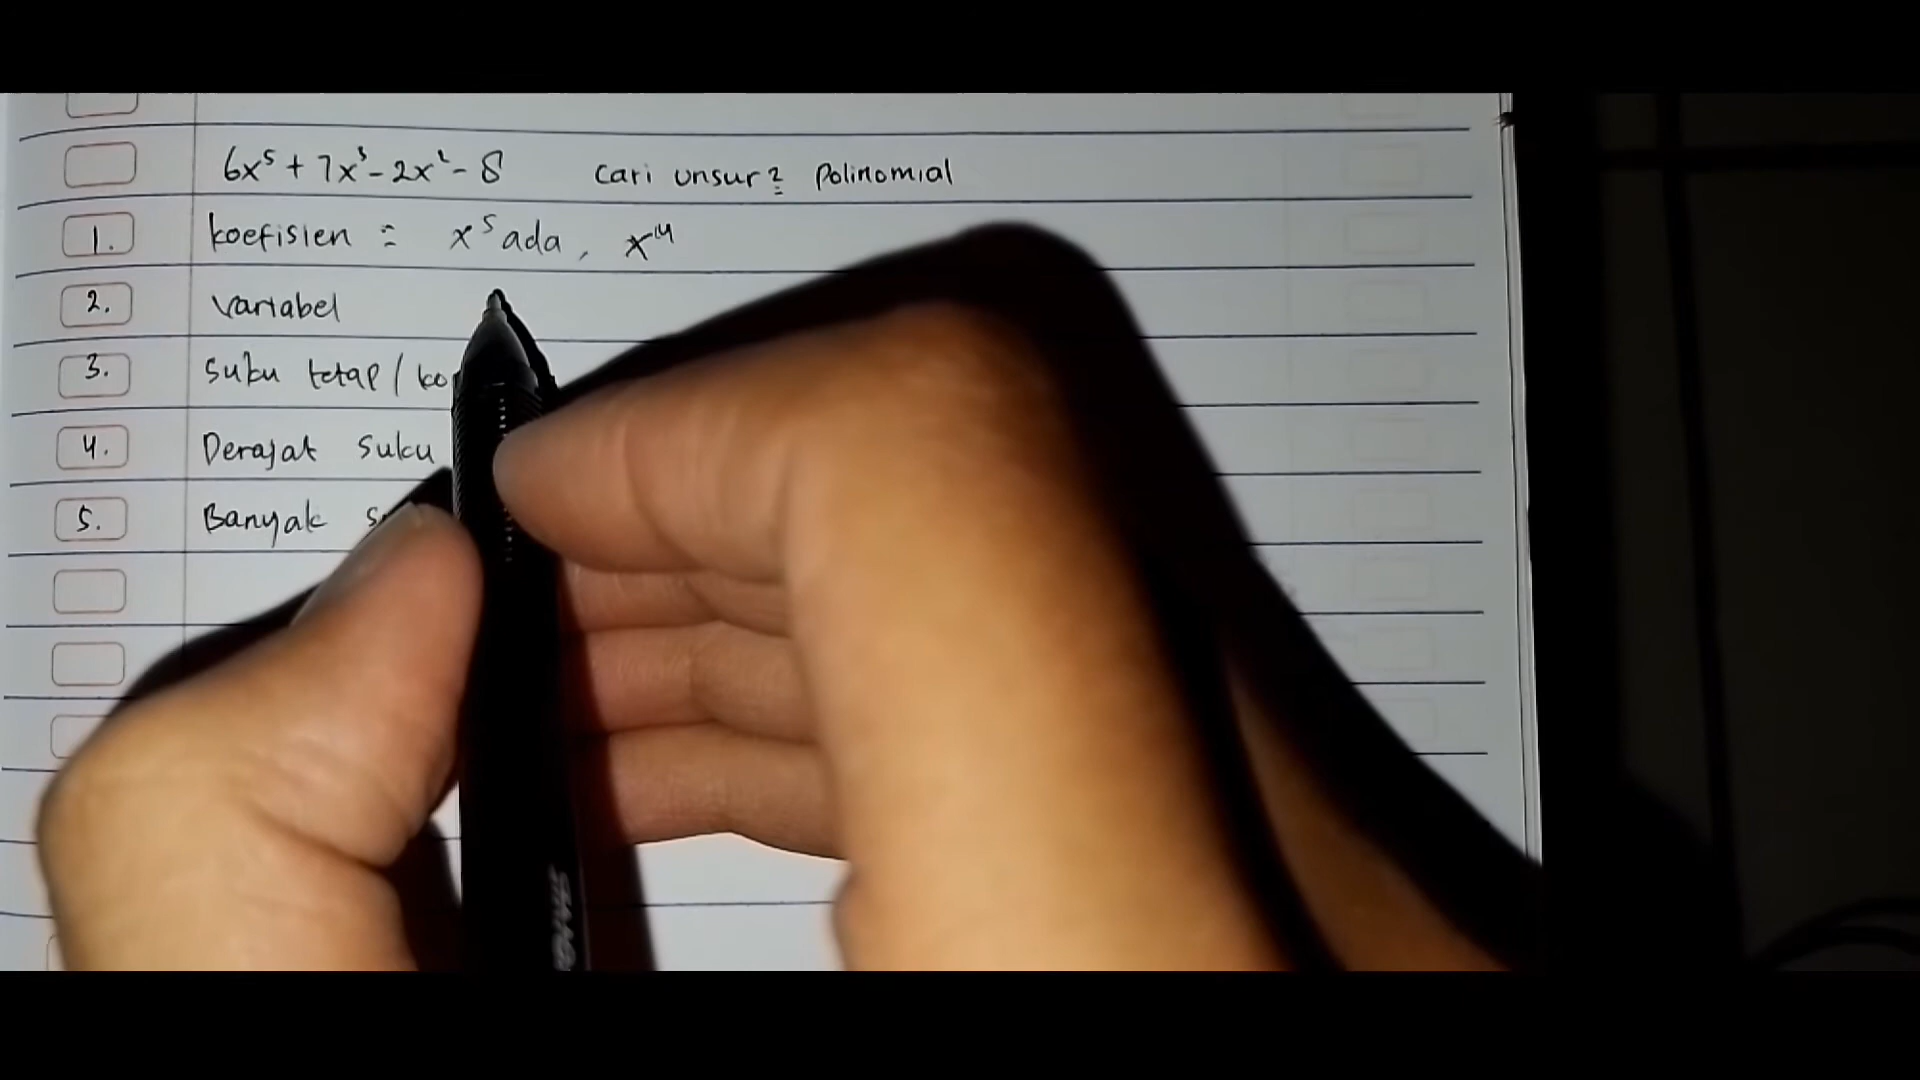 6x⁵ + 7x³ - 2x² - 8 Cari unsur2 Polinomial
1. koefisien = x⁵ ada, x⁴
2. Variabel
3. Suku tetap /
4. Derajat suku
5. Banyak